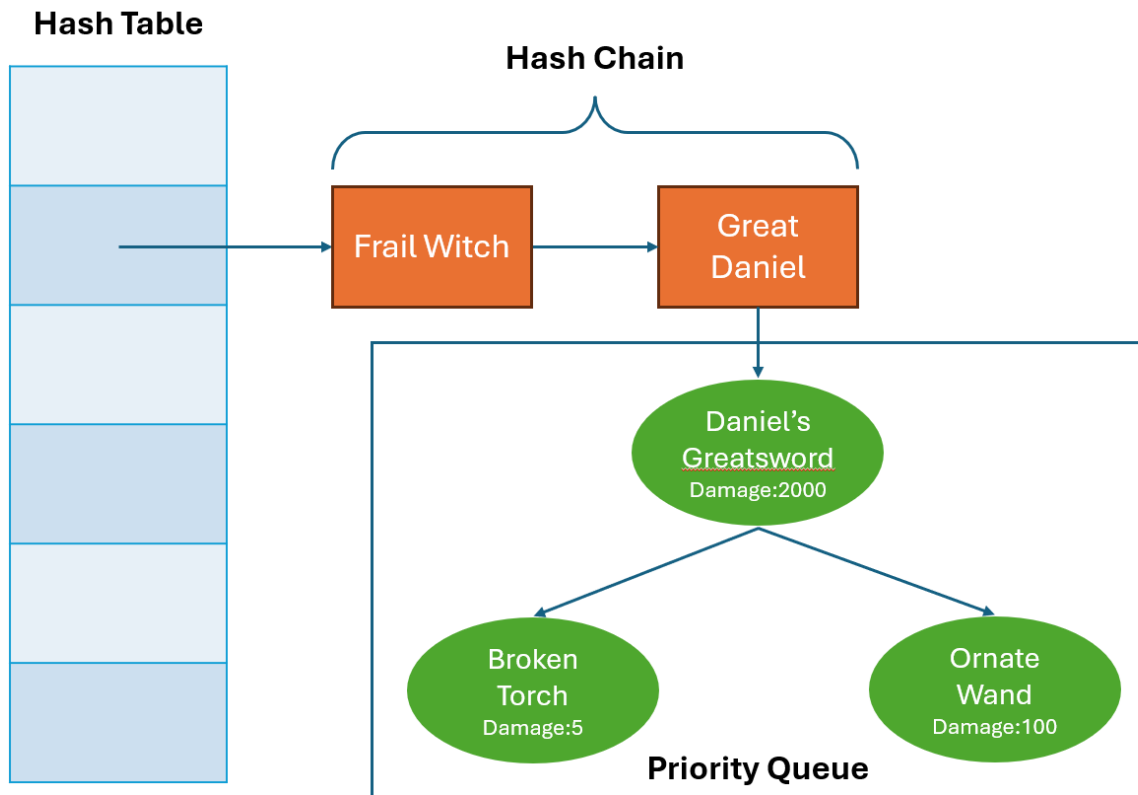 Hash Table
Hash Chain
Frail Witch
Great
Daniel
Daniel’s
Greatsword
Damage:2000
Broken
Torch
Damage:5
Ornate
Wand
Damage:100
Priority Queue